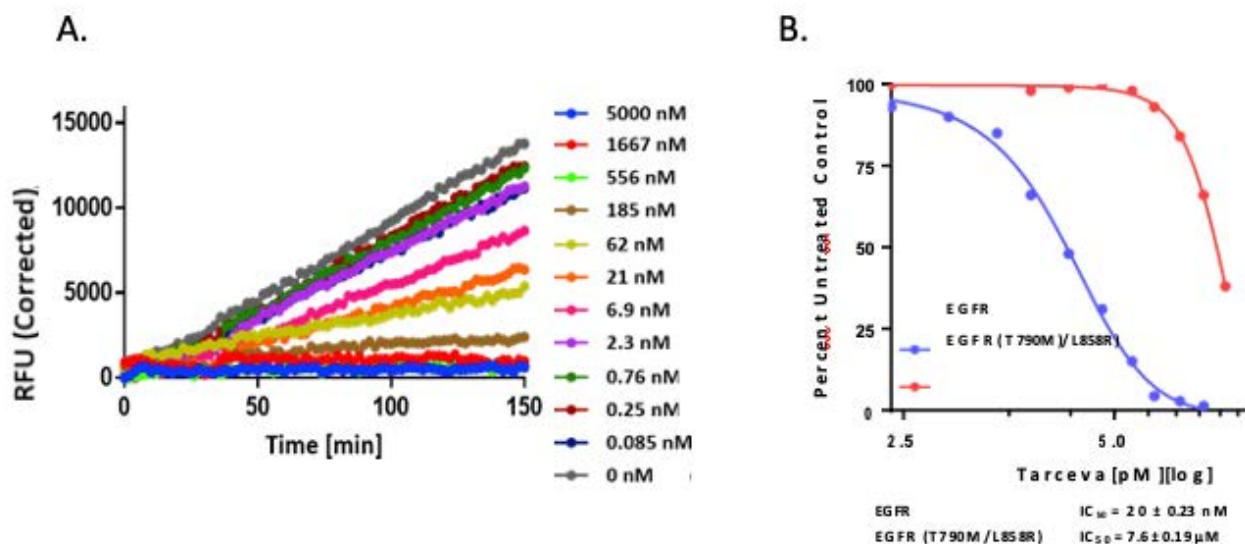 A.
RFU (Corrected)
15000
10000
5000
0
0
50
100
150
Time [min]
5000 nM
1667 nM
556 nM
185 nM
62 nM
21 nM
6.9 nM
2.3 nM
0.76 nM
0.25 nM
0.085 nM
0 nM
B.
Percent Untreated Control
100
75
50
25
0
EGFR
EGFR (T790M)/L858R)
2.5
5.0
Tarceva [pM][log]
EGFR IC50 = 20 ± 0.23 nM
EGFR (T790M/L858R) IC50 = 7.6±0.19 µM